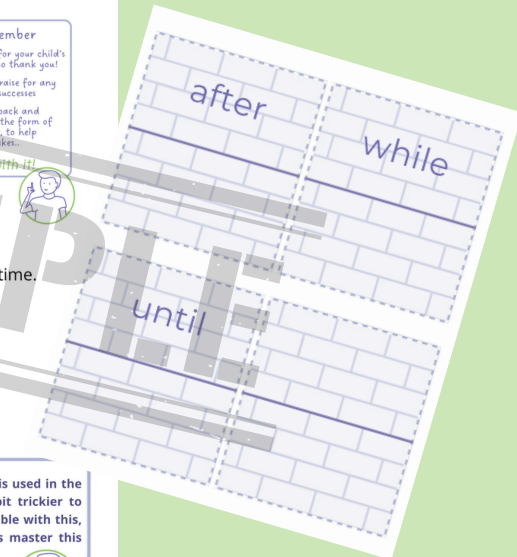 ember
for your child's
o thank you!
raise for any
successes
back and
the form of
, to help
kes..
with it!
after
while
time.
until
is used in the
bit trickier to
ble with this,
s master this